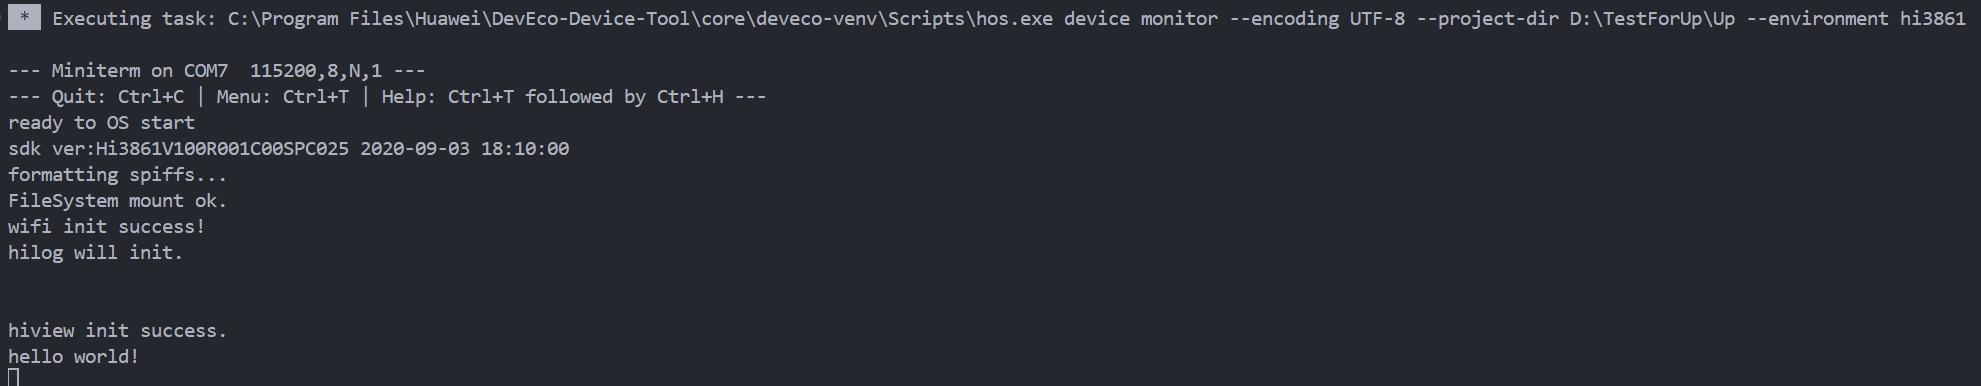 * Executing task: C:\Program Files\Huawei\DevEco-Device-Tool\core\deveco-venv\Scripts\hos.exe device monitor --encoding UTF-8 --project-dir D:\TestForUp\Up --environment hi3861
--- Miniterm on COM7  115200,8,N,1 ---
--- Quit: Ctrl+C | Menu: Ctrl+T | Help: Ctrl+T followed by Ctrl+H ---
ready to OS start
sdk ver:Hi3861V100R001C00SPC025 2020-09-03 18:10:00
formatting spiffs...
FileSystem mount ok.
wifi init success!
hilog will init.
hiview init success.
hello world!